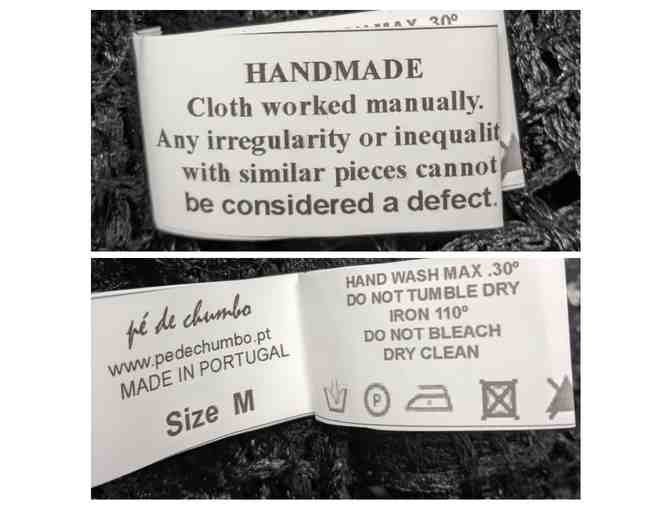 MAX .30º
HANDMADE
Cloth worked manually.
Any irregularity or inequalit
with similar pieces cannot
be considered a defect.
pé de chumbo
www.pedechumbo.pt
MADE IN PORTUGAL
Size M
HAND WASH MAX .30º
DO NOT TUMBLE DRY
IRON 110º
DO NOT BLEACH
DRY CLEAN
P